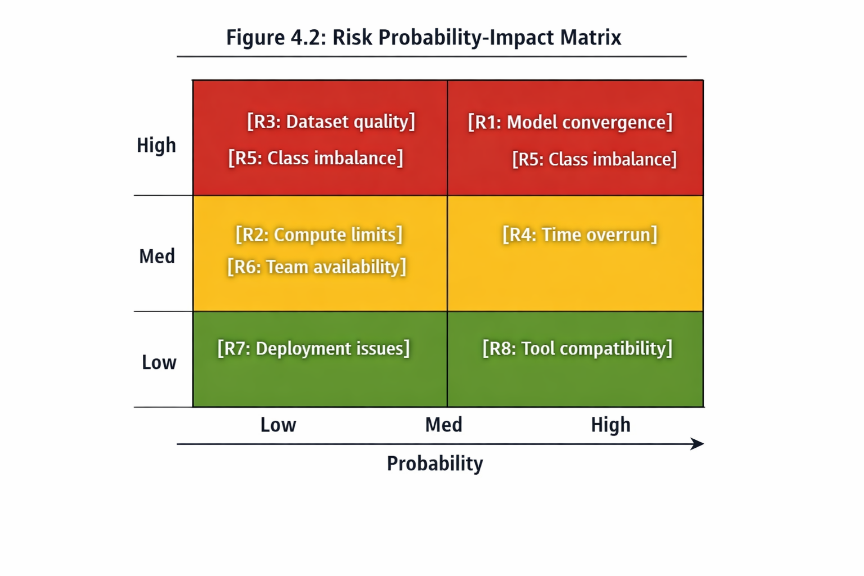 Figure 4.2: Risk Probability-Impact Matrix
High
[R3: Dataset quality]
[R1: Model convergence]
[R5: Class imbalance]
[R5: Class imbalance]
Med
[R2: Compute limits]
[R4: Time overrun]
[R6: Team availability]
Low
[R7: Deployment issues]
[R8: Tool compatibility]
Low Med High
Probability